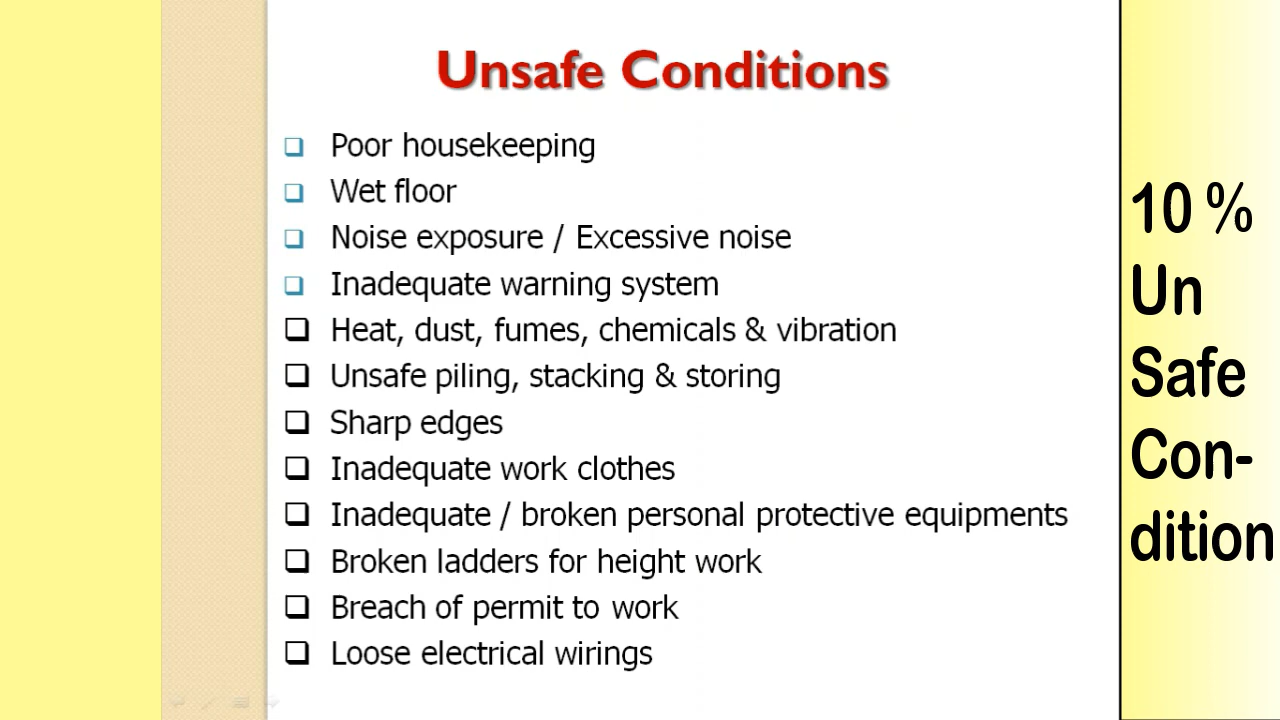 Unsafe Conditions
Poor housekeeping
Wet floor
Noise exposure / Excessive noise
Inadequate warning system
Heat, dust, fumes, chemicals & vibration
Unsafe piling, stacking & storing
Sharp edges
Inadequate work clothes
Inadequate / broken personal protective equipments
Broken ladders for height work
Breach of permit to work
Loose electrical wirings
10 %
Un
Safe
Con-
dition